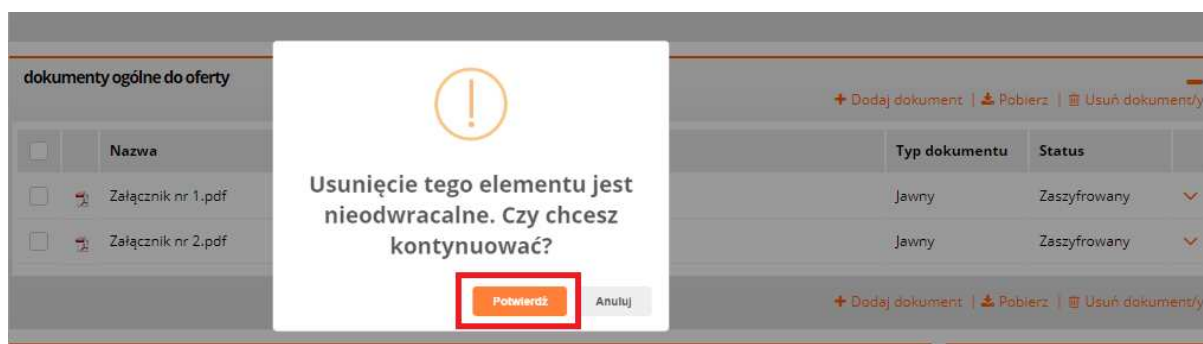 dokumenty ogólne do oferty
+ Dodaj dokument | Pobierz | Usuń dokument/y
Nazwa Typ dokumentu Status
Załącznik nr 1.pdf Jawny Zaszyfrowany
Załącznik nr 2.pdf Jawny Zaszyfrowany
Usunięcie tego elementu jest
nieodwracalne. Czy chcesz
kontynuować?
Potwierdź Anuluj
+ Dodaj dokument | Pobierz | Usuń dokument/y